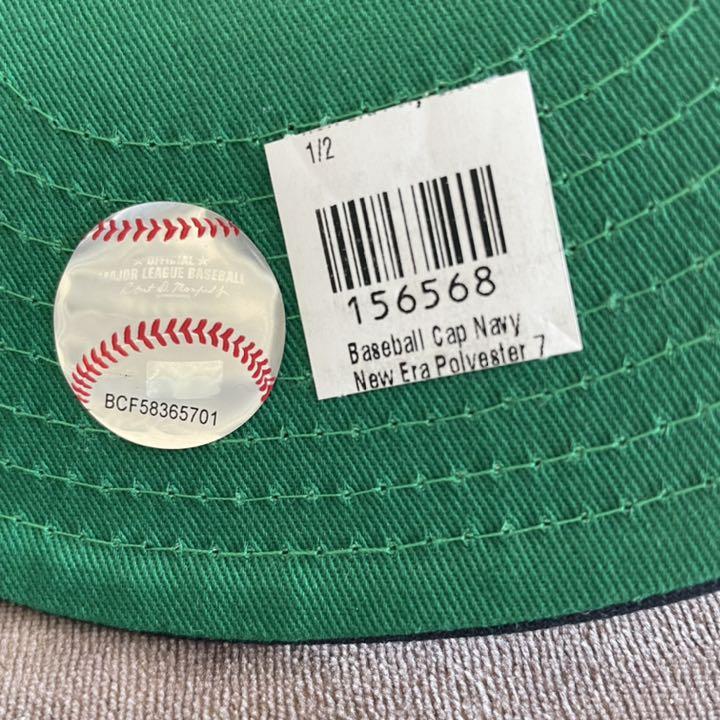 1/2
156568
Baseball Cap Navy
New Era Polyester 7
★ OFFICIAL ★
MAJOR LEAGUE BASEBALL
BCF58365701